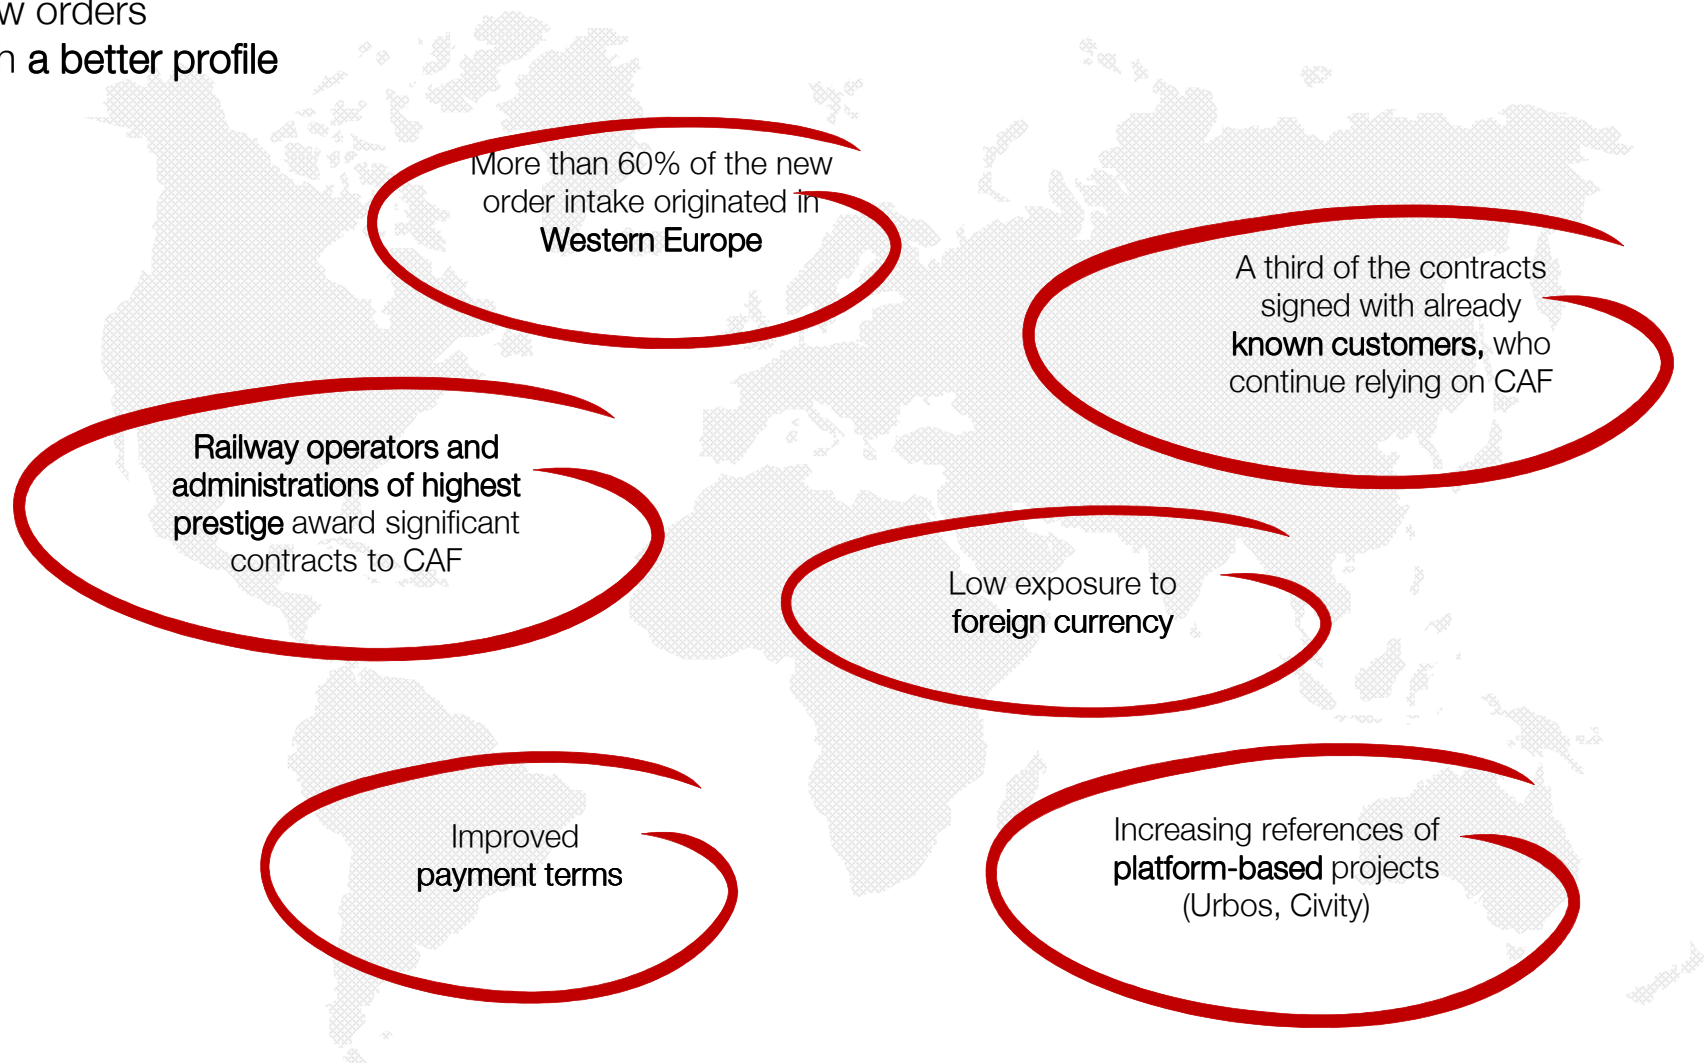 w orders
a better profile
More than 60% of the new
order intake originated in
Western Europe
A third of the contracts
signed with already
known customers, who
continue relying on CAF
Railway operators and
administrations of highest
prestige award significant
contracts to CAF
Low exposure to
foreign currency
Improved
payment terms
Increasing references of
platform-based projects
(Urbos, Civity)